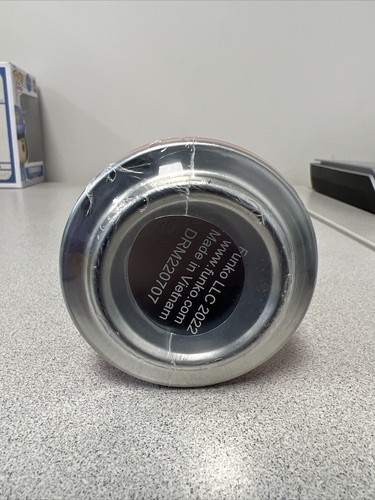 Funko LLC 2022
www.funko.com
Made in Vietnam
DRM220707